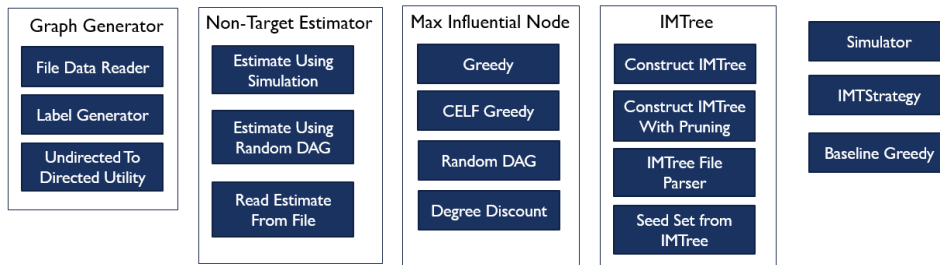 Graph Generator
File Data Reader
Label Generator
Undirected To
Directed Utility
Non-Target Estimator
Estimate Using
Simulation
Estimate Using
Random DAG
Read Estimate
From File
Max Influential Node
Greedy
CELF Greedy
Random DAG
Degree Discount
IMTree
Construct IMTree
Construct IMTree
With Pruning
IMTree File
Parser
Seed Set from
IMTree
Simulator
IMTStrategy
Baseline Greedy